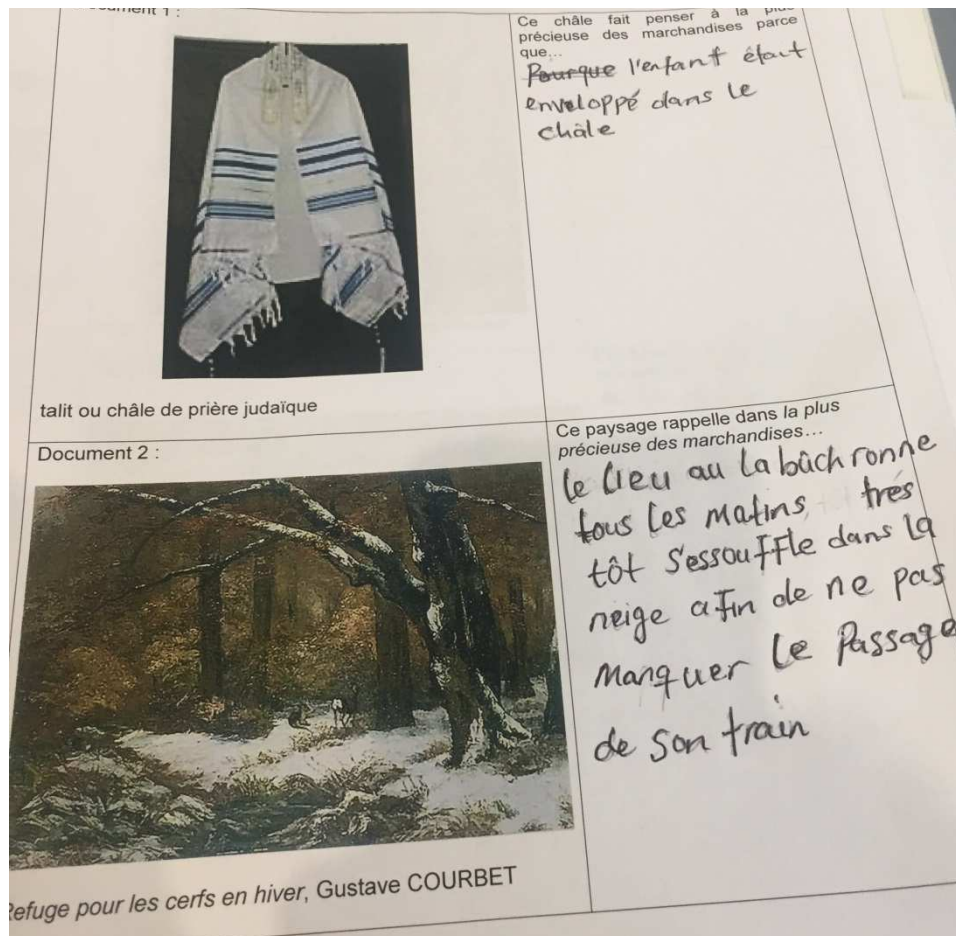 Ce châle fait penser à la plus
précieuse des marchandises parce
que...
Pourque l'enfant était
enveloppé dans le
châle
talit ou châle de prière judaïque
Document 2 :
Ce paysage rappelle dans la plus
précieuse des marchandises...
le lieu au la bûchronne
tous les matins très
tôt s'essouffle dans la
neige afin de ne pas
manquer le passage
de son train
Refuge pour les cerfs en hiver, Gustave COURBET